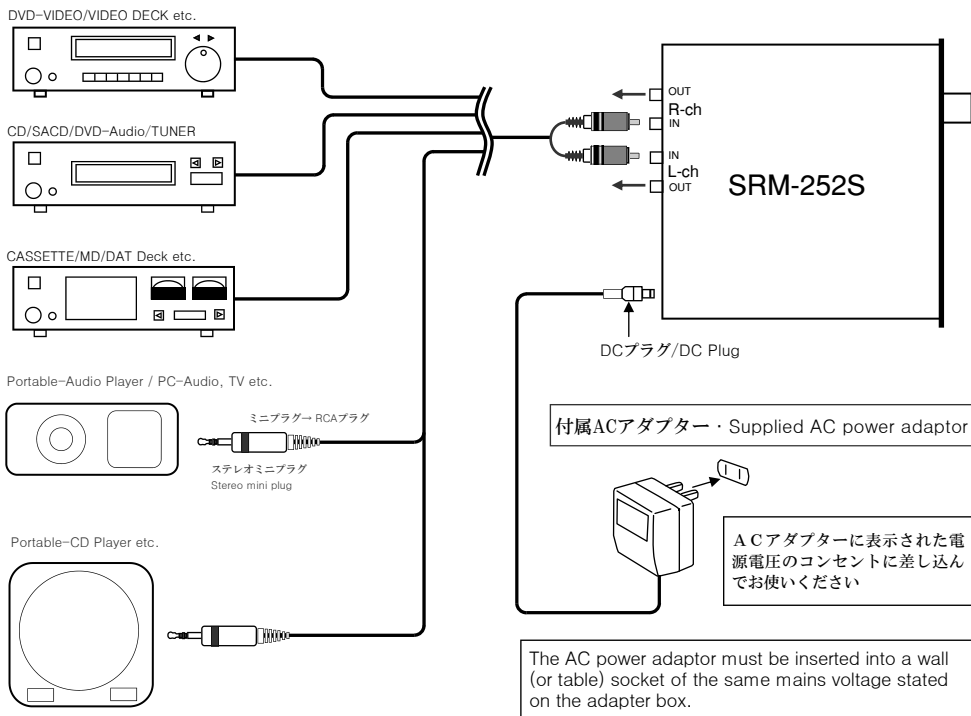 DVD-VIDEO/VIDEO DECK etc.
CD/SACD/DVD-Audio/TUNER
CASSETTE/MD/DAT Deck etc.
Portable-Audio Player / PC-Audio, TV etc.
ミニプラグ→ RCAプラグ
ステレオミニプラグ
Stereo mini plug
Portable-CD Player etc.
OUT
R-ch
IN
IN
L-ch
OUT
SRM-252S
DCプラグ/DC Plug
付属ACアダプター・Supplied AC power adaptor
ACアダプターに表示された電
源電圧のコンセントに差し込ん
でお使いください
The AC power adaptor must be inserted into a wall
(or table) socket of the same mains voltage stated
on the adapter box.